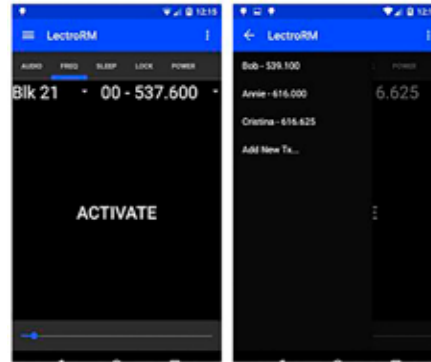 12:15
LectroRM
AUDIO FREQ SLEEP LOCK POWER
Blk 21 - 00 - 537.600 -
ACTIVATE
LectroRM
Bob - 539.100
Annie - 616.000
Cristina - 616.625
Add New Tx...
POWER
6.625